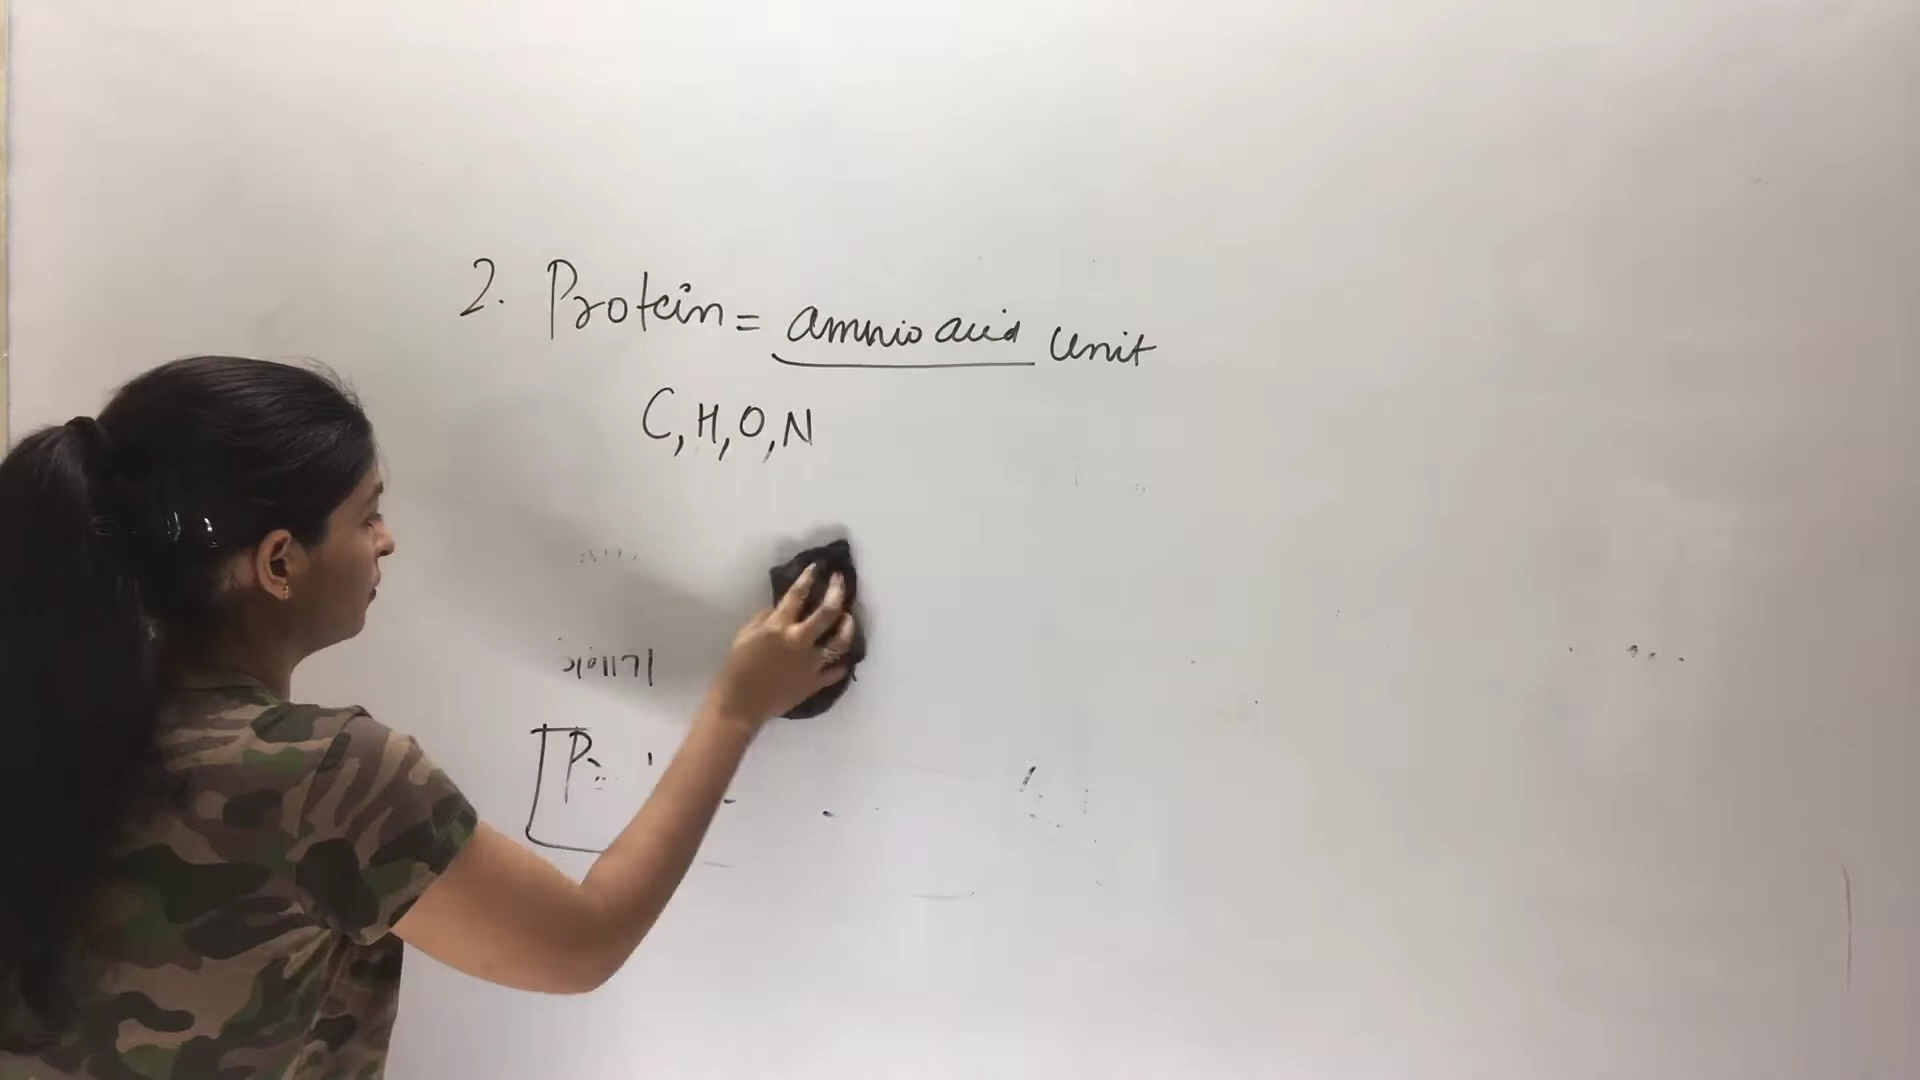 2. Protein = amnio acid unit
C, H, O, N